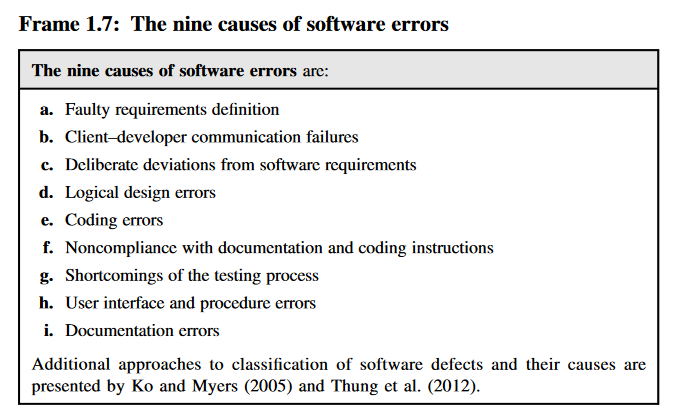 Frame 1.7: The nine causes of software errors
The nine causes of software errors are:
a. Faulty requirements definition
b. Client–developer communication failures
c. Deliberate deviations from software requirements
d. Logical design errors
e. Coding errors
f. Noncompliance with documentation and coding instructions
g. Shortcomings of the testing process
h. User interface and procedure errors
i. Documentation errors
Additional approaches to classification of software defects and their causes are
presented by Ko and Myers (2005) and Thung et al. (2012).